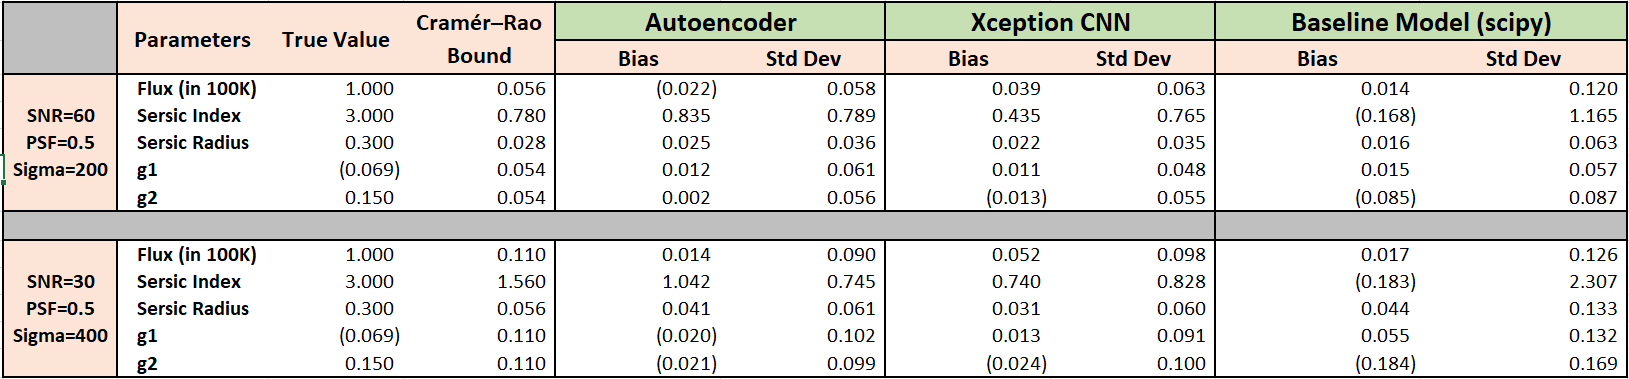 Parameters True Value Cramér–Rao Bound Autoencoder Xception CNN Baseline Model (scipy)
Bias Std Dev Bias Std Dev Bias Std Dev
SNR=60 PSF=0.5 Sigma=200
Flux (in 100K) 1.000 0.056 (0.022) 0.058 0.039 0.063 0.014 0.120
Sersic Index 3.000 0.780 0.835 0.789 0.435 0.765 (0.168) 1.165
Sersic Radius 0.300 0.028 0.025 0.036 0.022 0.035 0.016 0.063
g1 (0.069) 0.054 0.012 0.061 0.011 0.048 0.015 0.057
g2 0.150 0.054 0.002 0.056 (0.013) 0.055 (0.085) 0.087
SNR=30 PSF=0.5 Sigma=400
Flux (in 100K) 1.000 0.110 0.014 0.090 0.052 0.098 0.017 0.126
Sersic Index 3.000 1.560 1.042 0.745 0.740 0.828 (0.183) 2.307
Sersic Radius 0.300 0.056 0.041 0.061 0.031 0.060 0.044 0.133
g1 (0.069) 0.110 (0.020) 0.102 0.013 0.091 0.055 0.132
g2 0.150 0.110 (0.021) 0.099 (0.024) 0.100 (0.184) 0.169